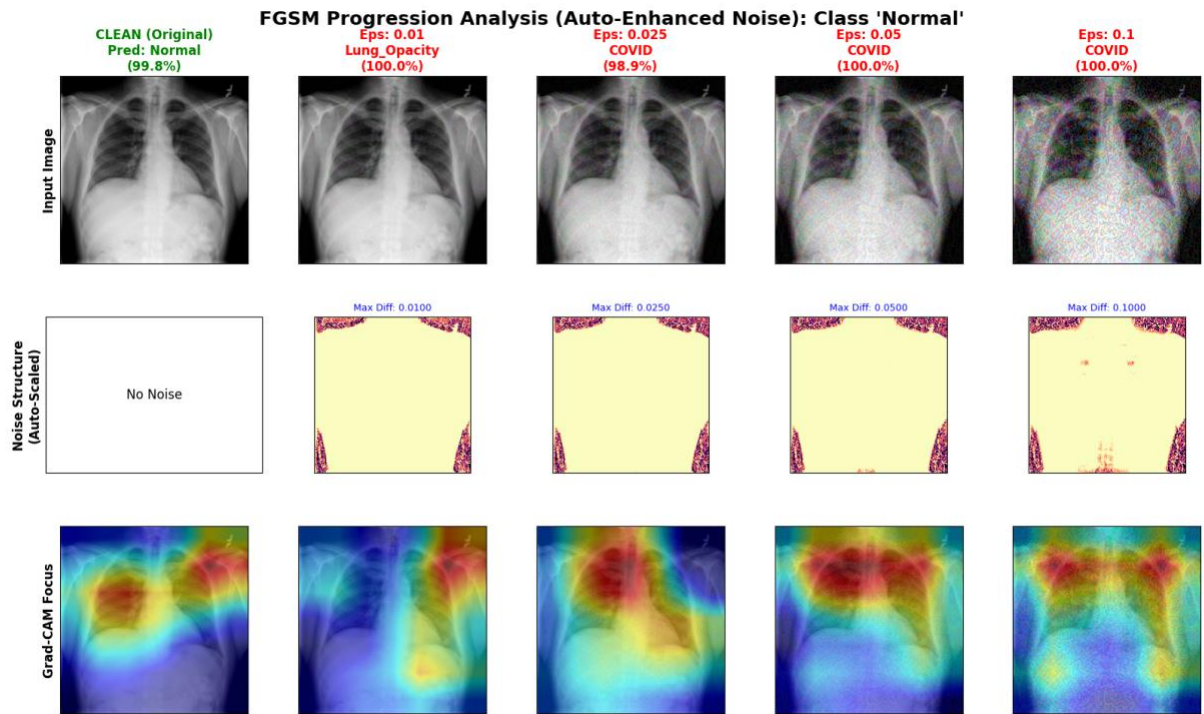 FGSM Progression Analysis (Auto-Enhanced Noise): Class 'Normal'
CLEAN (Original)
Pred: Normal
(99.8%)
Eps: 0.01
Lung_Opacity
(100.0%)
Eps: 0.025
COVID
(98.9%)
Eps: 0.05
COVID
(100.0%)
Eps: 0.1
COVID
(100.0%)
Input Image
Noise Structure
(Auto-Scaled)
No Noise
Max Diff: 0.0100
Max Diff: 0.0250
Max Diff: 0.0500
Max Diff: 0.1000
Grad-CAM Focus